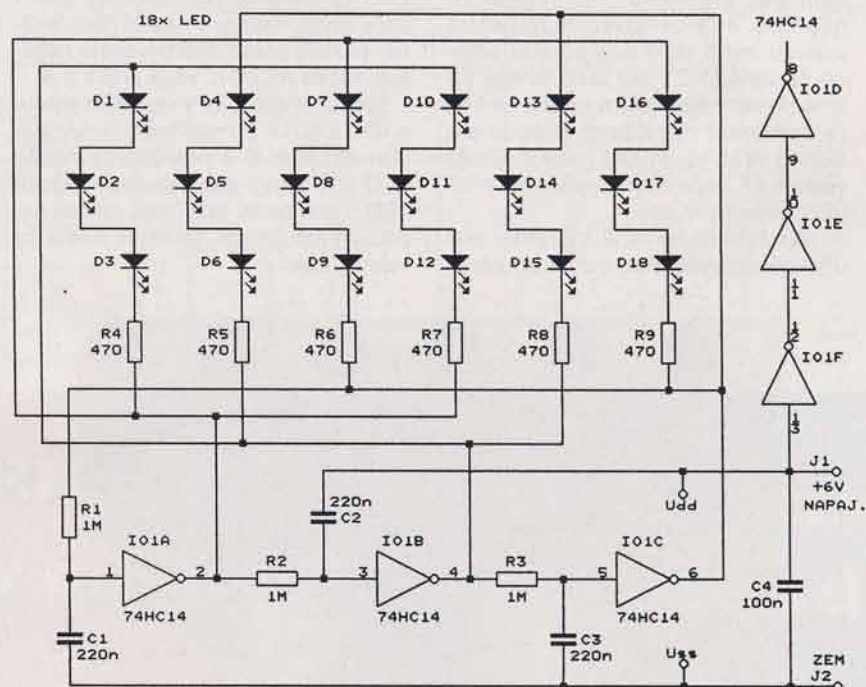 18x LED
74HC14
8
IO1D
D1
D4
D7
D10
D13
D16
9
D2
D5
D8
D11
D14
D17
10
IO1E
D3
D6
D9
D12
D15
D18
11
R4
470
R5
470
R6
470
R7
470
R8
470
R9
470
12
IO1F
13
J1
+6V
NAPAJ.
220n
C2
Udd
R1
1M
IO1A
R2
IO1B
R3
IO1C
1
2
3
4
5
6
1M
1M
C4
100n
74HC14
74HC14
74HC14
C1
220n
C3
220n
Uss
ZEM
J2